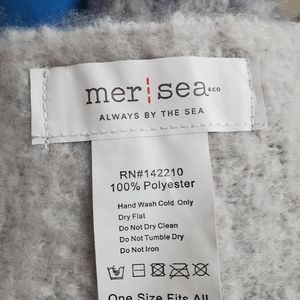 mer|sea &co
ALWAYS BY THE SEA
RN#142210
100% Polyester
Hand Wash Cold Only
Dry Flat
Do Not Dry Clean
Do Not Tumble Dry
Do Not Iron
One Size Fits All